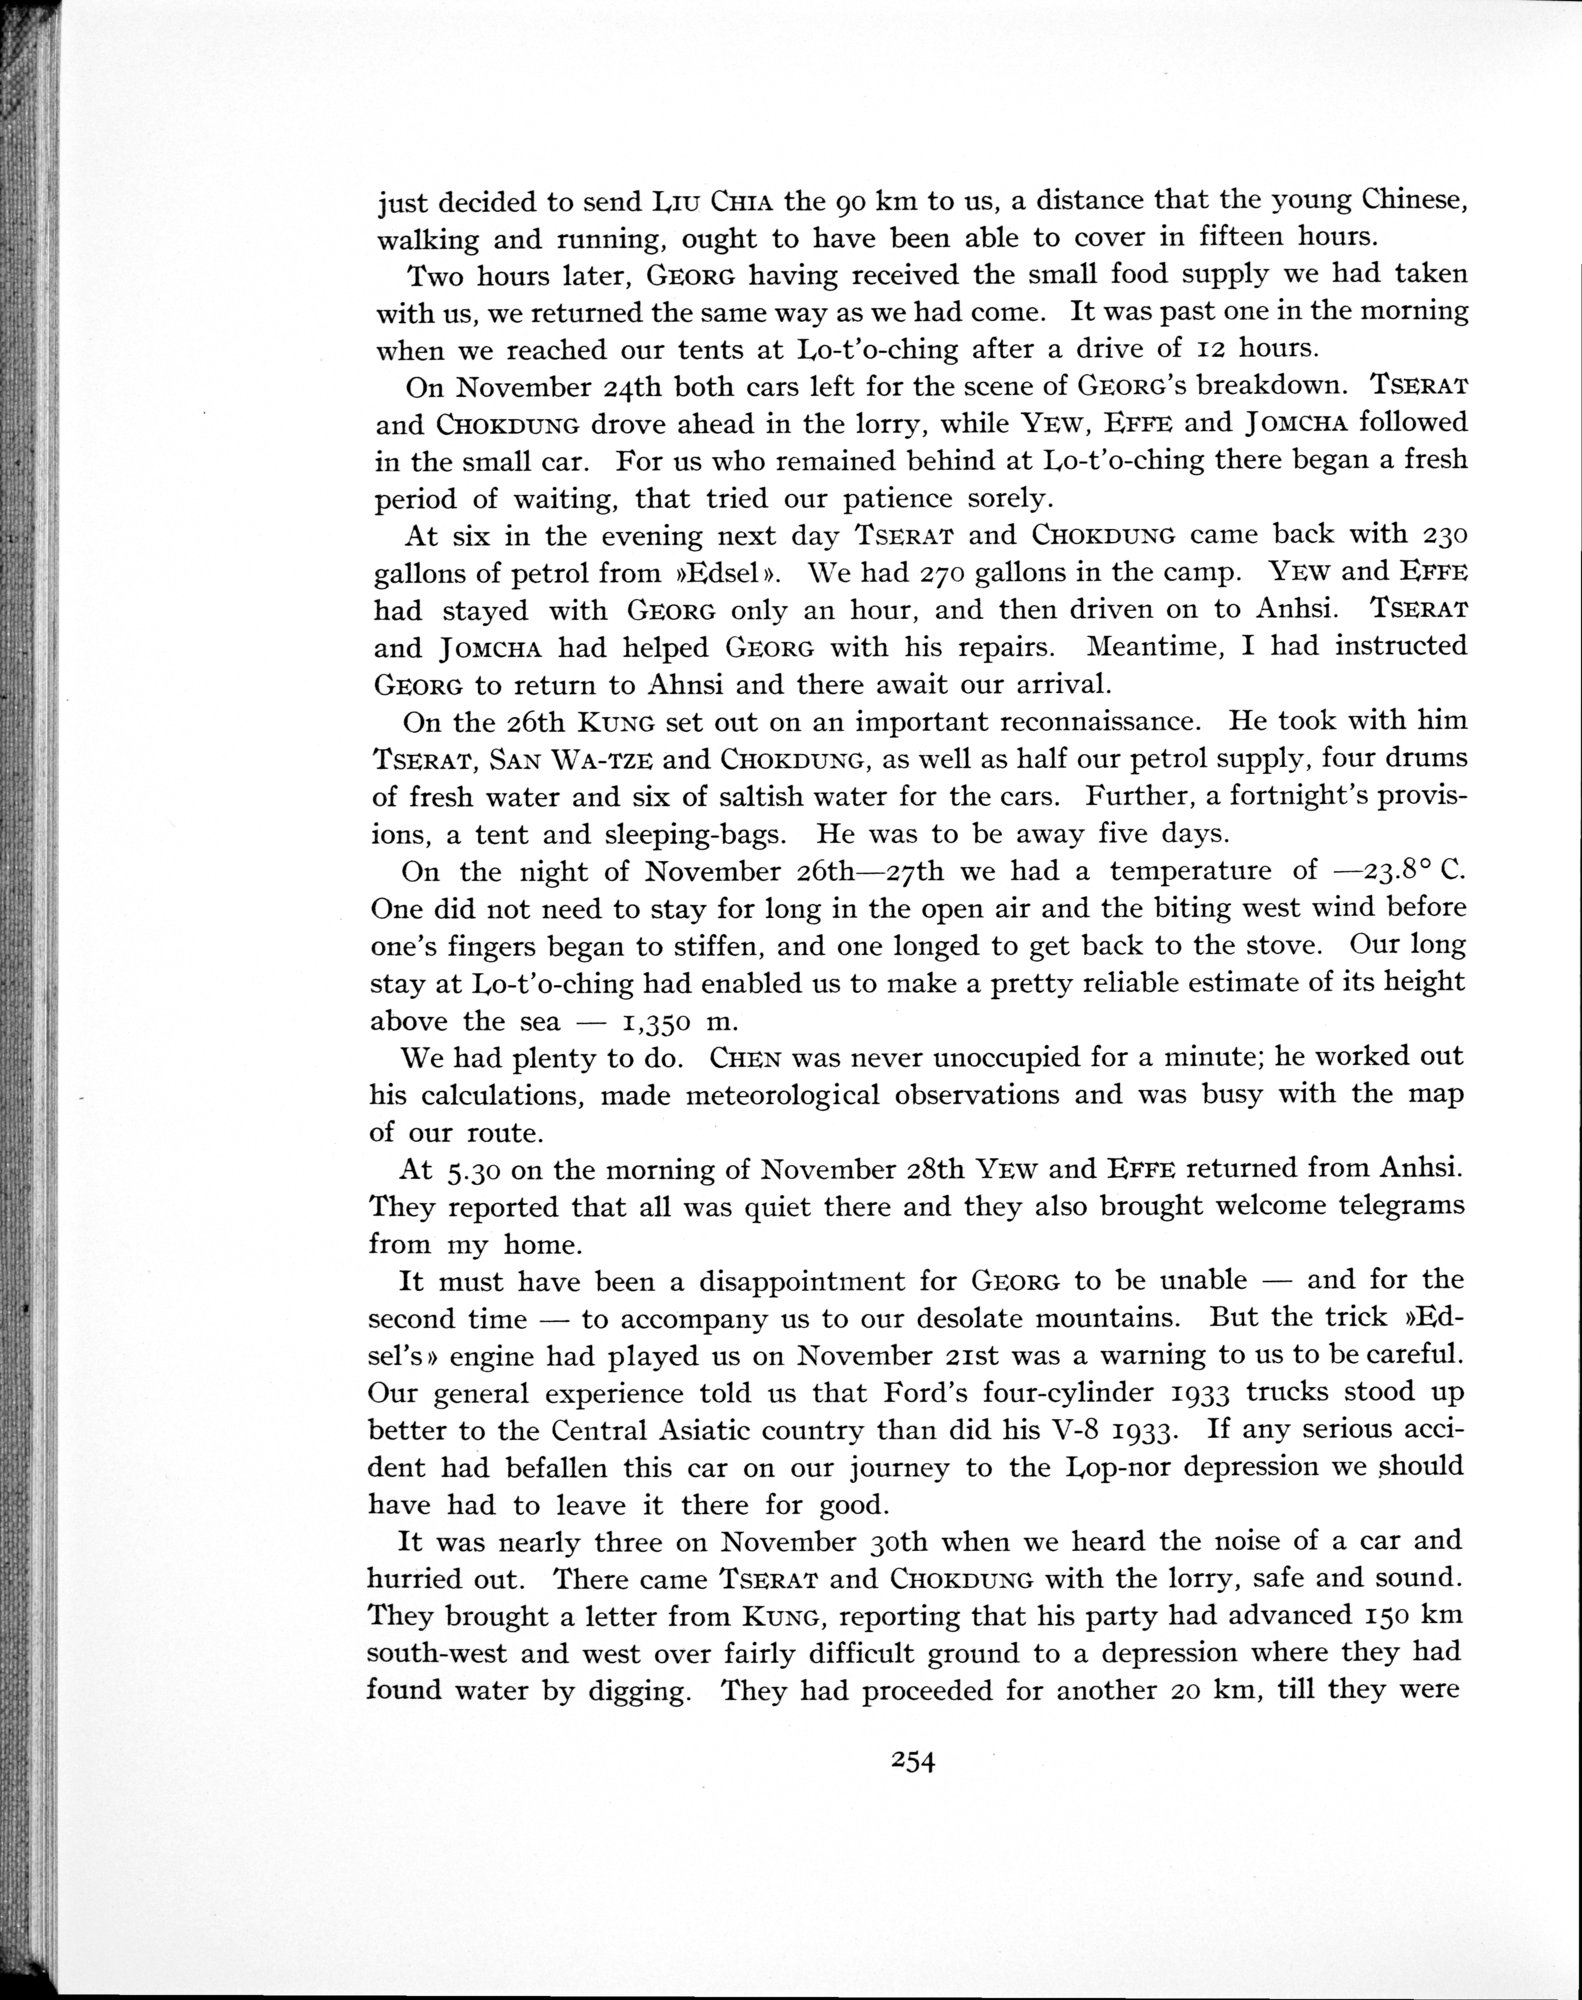 just decided to send LIU CHIA the 90 km to us, a distance that the young Chinese,
walking and running, ought to have been able to cover in fifteen hours.
Two hours later, GEORG having received the small food supply we had taken
with us, we returned the same way as we had come. It was past one in the morning
when we reached our tents at Lo-t'o-ching after a drive of 12 hours.
On November 24th both cars left for the scene of GEORG's breakdown. TSERAT
and CHOKDUNG drove ahead in the lorry, while YEW, EFFE and JOMCHA followed
in the small car. For us who remained behind at Lo-t'o-ching there began a fresh
period of waiting, that tried our patience sorely.
At six in the evening next day TSERAT and CHOKDUNG came back with 230
gallons of petrol from »Edsel». We had 270 gallons in the camp. YEW and EFFE
had stayed with GEORG only an hour, and then driven on to Anhsi. TSERAT
and JOMCHA had helped GEORG with his repairs. Meantime, I had instructed
GEORG to return to Ahnsi and there await our arrival.
On the 26th KUNG set out on an important reconnaissance. He took with him
TSERAT, SAN WA-TZE and CHOKDUNG, as well as half our petrol supply, four drums
of fresh water and six of saltish water for the cars. Further, a fortnight's provis-
ions, a tent and sleeping-bags. He was to be away five days.
On the night of November 26th—27th we had a temperature of —23.8° C.
One did not need to stay for long in the open air and the biting west wind before
one's fingers began to stiffen, and one longed to get back to the stove. Our long
stay at Lo-t'o-ching had enabled us to make a pretty reliable estimate of its height
above the sea — 1,350 m.
We had plenty to do. CHEN was never unoccupied for a minute; he worked out
his calculations, made meteorological observations and was busy with the map
of our route.
At 5.30 on the morning of November 28th YEW and EFFE returned from Anhsi.
They reported that all was quiet there and they also brought welcome telegrams
from my home.
It must have been a disappointment for GEORG to be unable — and for the
second time — to accompany us to our desolate mountains. But the trick »Ed-
sel's» engine had played us on November 21st was a warning to us to be careful.
Our general experience told us that Ford's four-cylinder 1933 trucks stood up
better to the Central Asiatic country than did his V-8 1933. If any serious acci-
dent had befallen this car on our journey to the Lop-nor depression we should
have had to leave it there for good.
It was nearly three on November 30th when we heard the noise of a car and
hurried out. There came TSERAT and CHOKDUNG with the lorry, safe and sound.
They brought a letter from KUNG, reporting that his party had advanced 150 km
south-west and west over fairly difficult ground to a depression where they had
found water by digging. They had proceeded for another 20 km, till they were
254